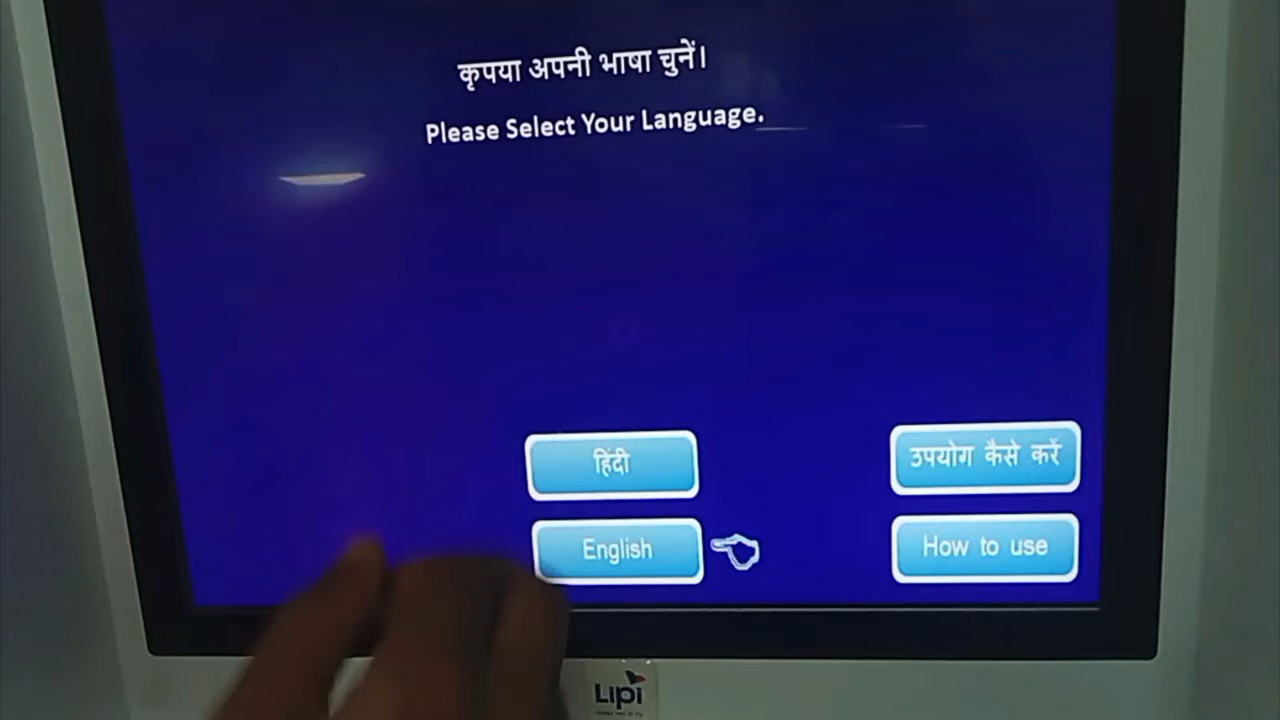 कृपया अपनी भाषा चुनें।
Please Select Your Language.
हिंदी
उपयोग कैसे करें
English
How to use
Lipi